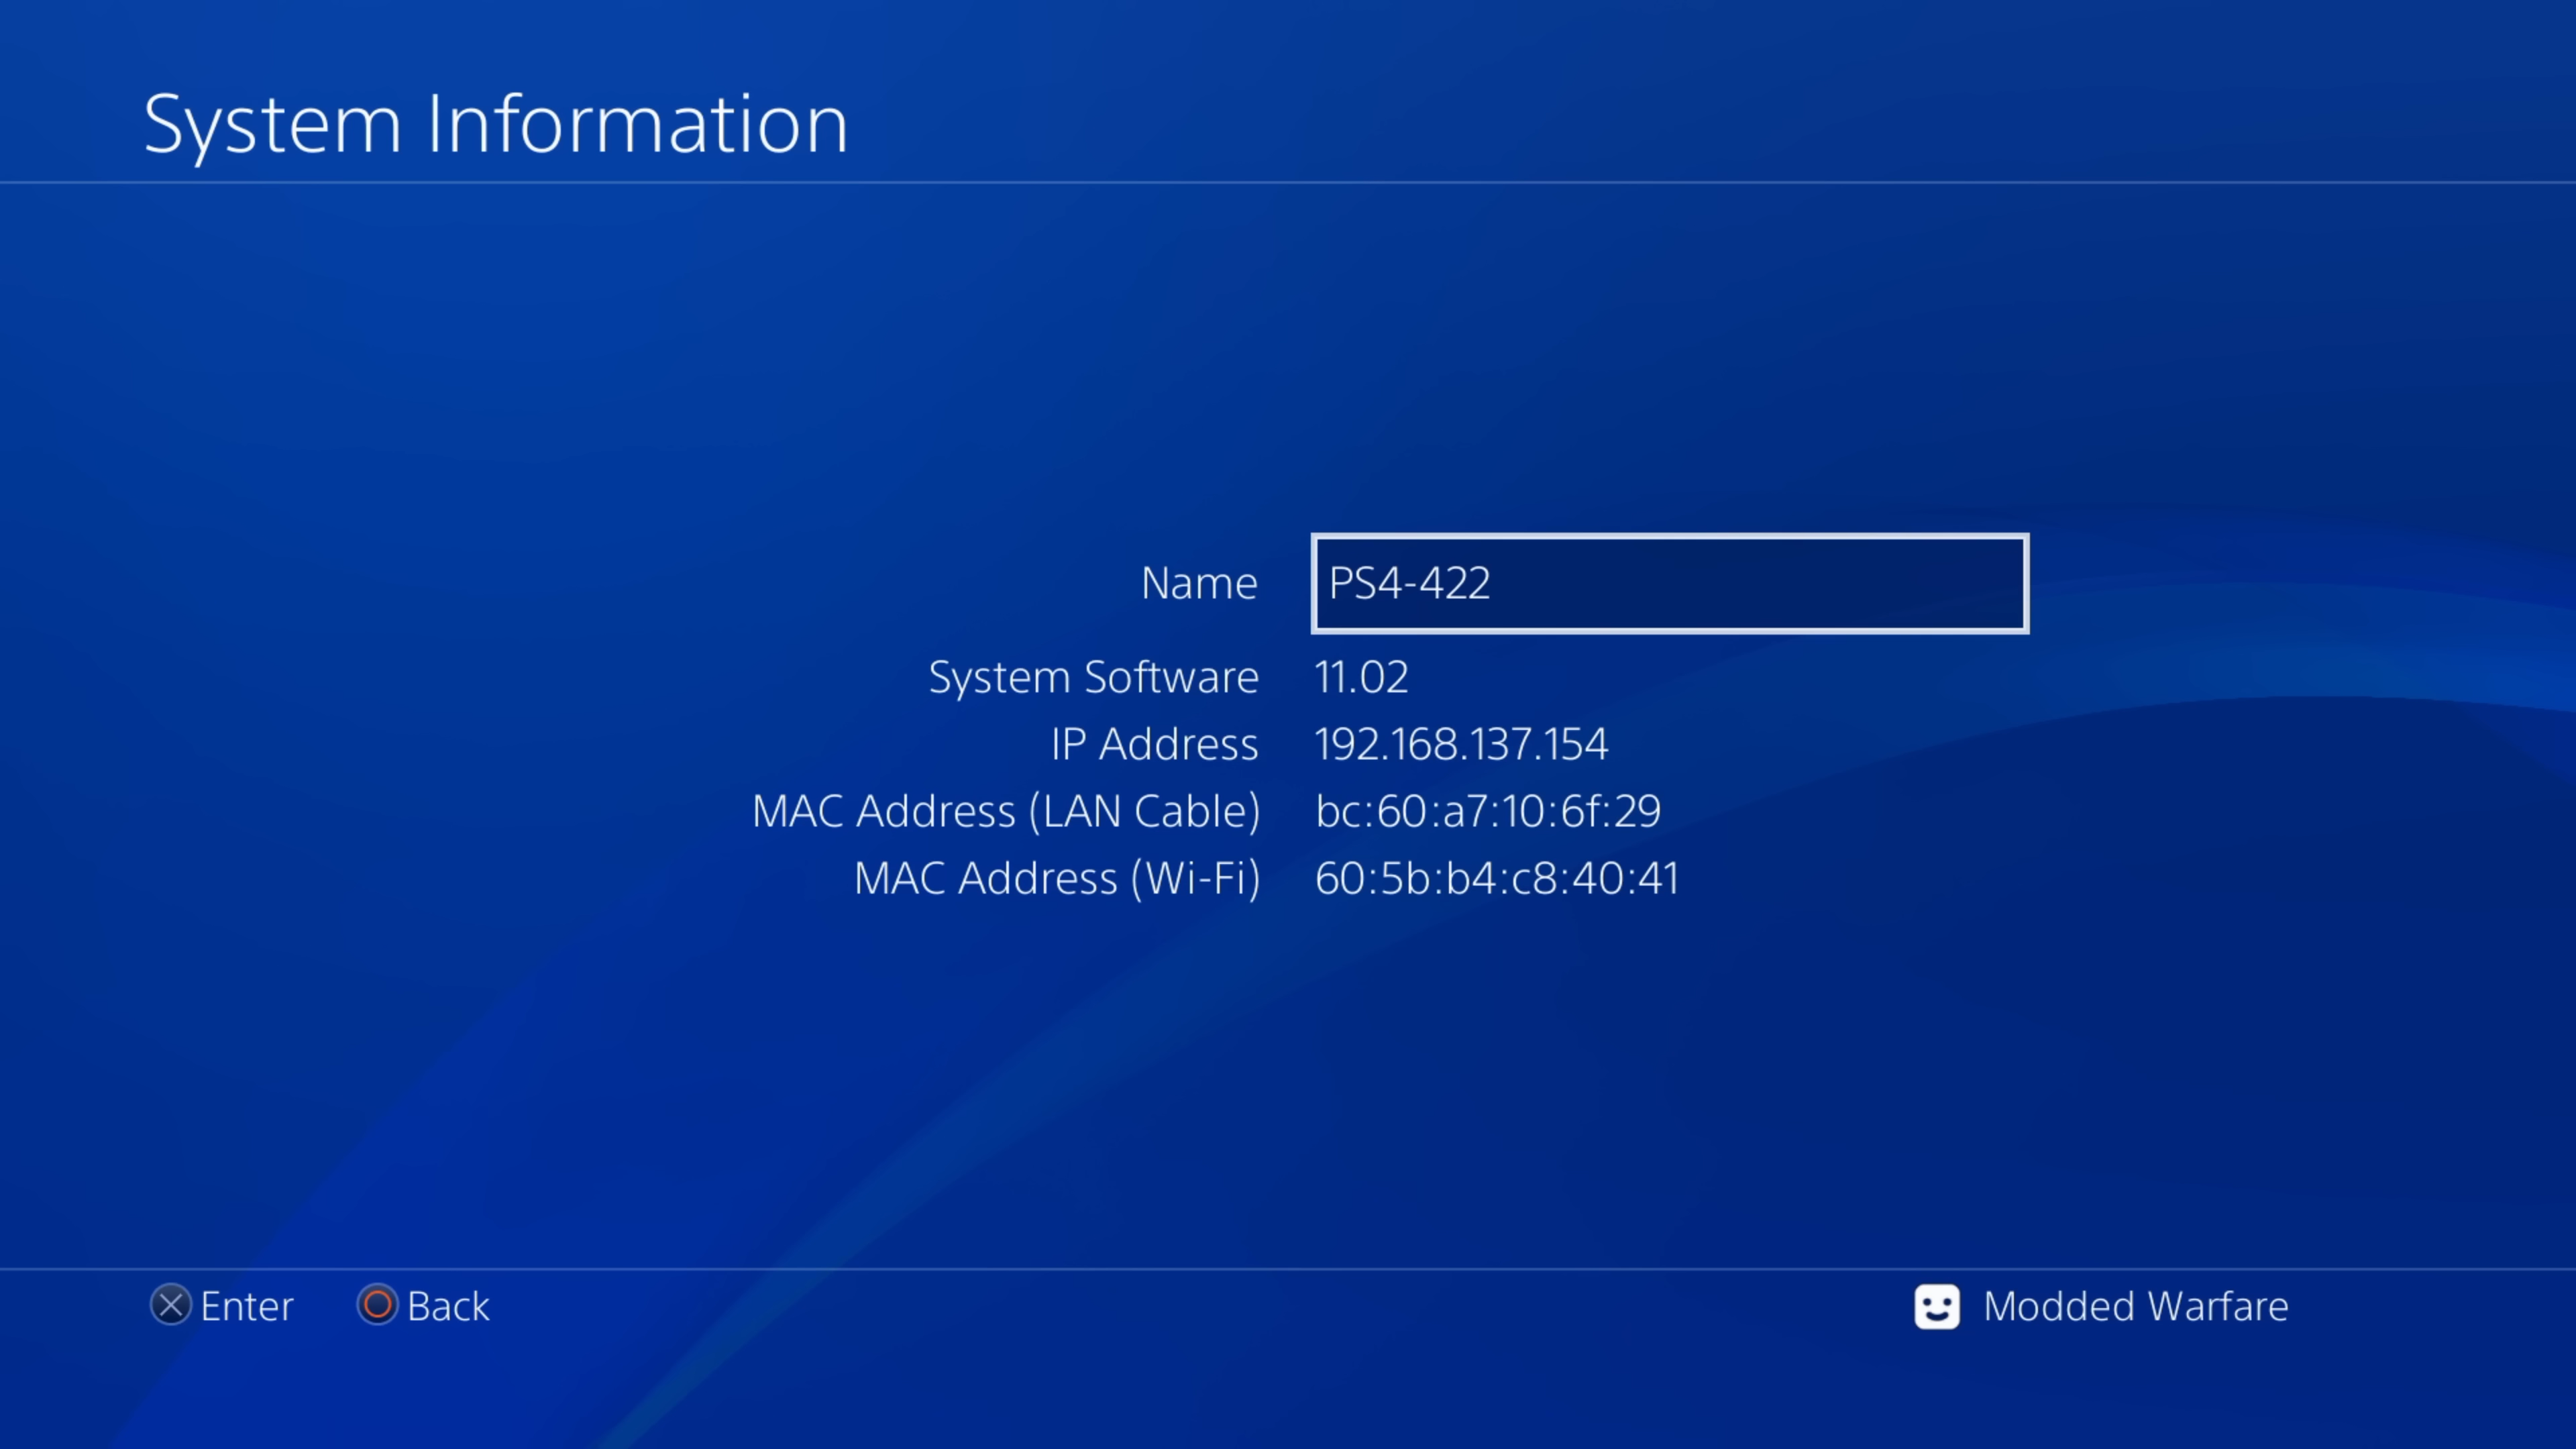 System Information
Name PS4-422
System Software 11.02
IP Address 192.168.137.154
MAC Address (LAN Cable) bc:60:a7:10:6f:29
MAC Address (Wi-Fi) 60:5b:b4:c8:40:41
Enter Back Modded Warfare